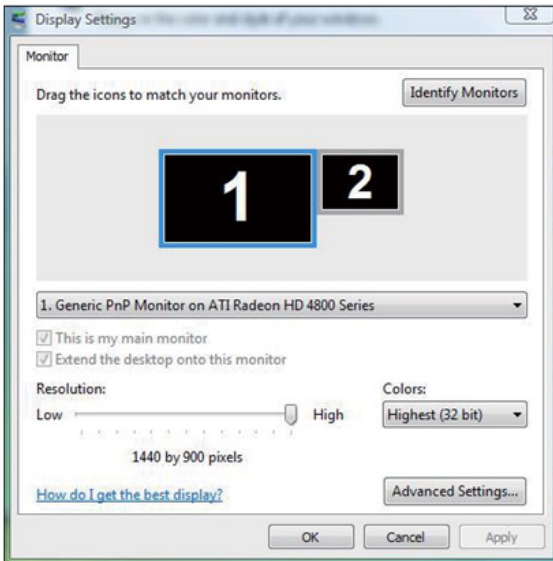 Display Settings
Monitor
Drag the icons to match your monitors.
Identify Monitors
1
2
1. Generic PnP Monitor on ATI Radeon HD 4800 Series
This is my main monitor
Extend the desktop onto this monitor
Resolution:
Colors:
Low
High
Highest (32 bit)
1440 by 900 pixels
How do I get the best display?
Advanced Settings...
OK
Cancel
Apply